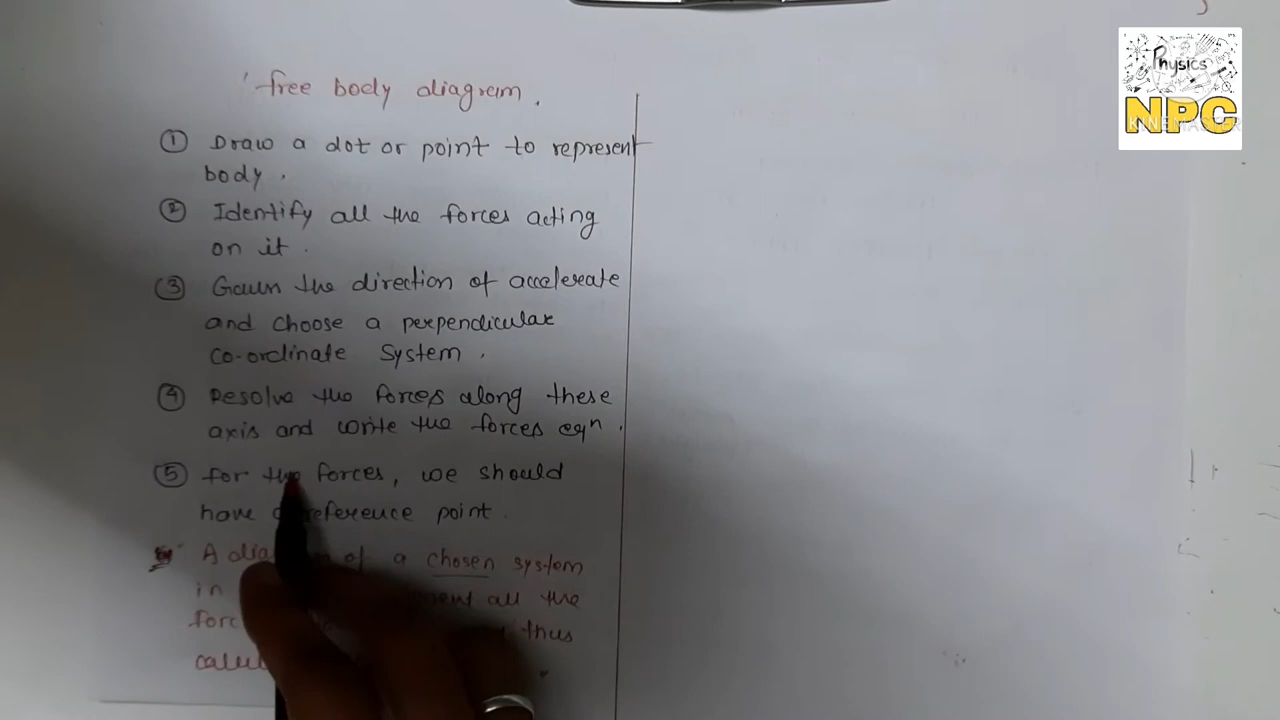 free body diagram.
① Draw a dot or point to represent
body.
② Identify all the forces acting
on it.
③ the direction of accelerate
and choose a perpendicular
co-ordinate system.
④ Resolve the forces along these
axis and write the forces eqn.
⑤ for the forces, we should
have reference point.
A of a chosen system
in all the
thus
Physics
NPC
KINEMASTER